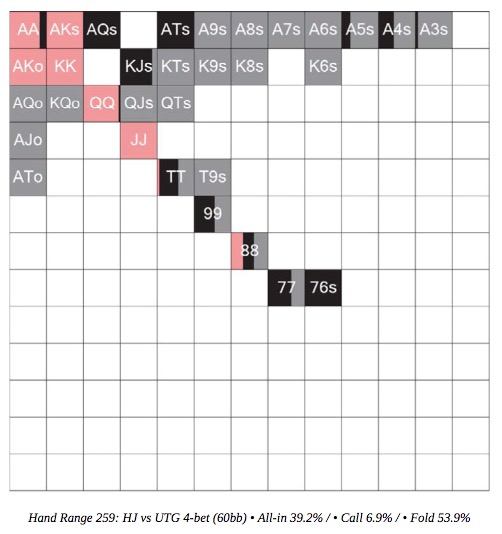 AA AKs AQs ATs A9s A8s A7s A6s A5s A4s A3s
AKo KK KJs KTs K9s K8s K6s
AQo KQo QQ QJs QTs
AJo JJ
ATo TT T9s
99
88
77 76s
Hand Range 259: HJ vs UTG 4-bet (60bb) • All-in 39.2% / • Call 6.9% / • Fold 53.9%